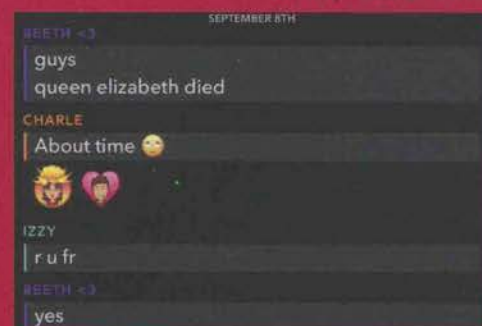 SEPTEMBER 8TH
BEETH <3
guys
queen elizabeth died
CHARLE
About time 🙄
IZZY
r u fr
BEETH <3
yes